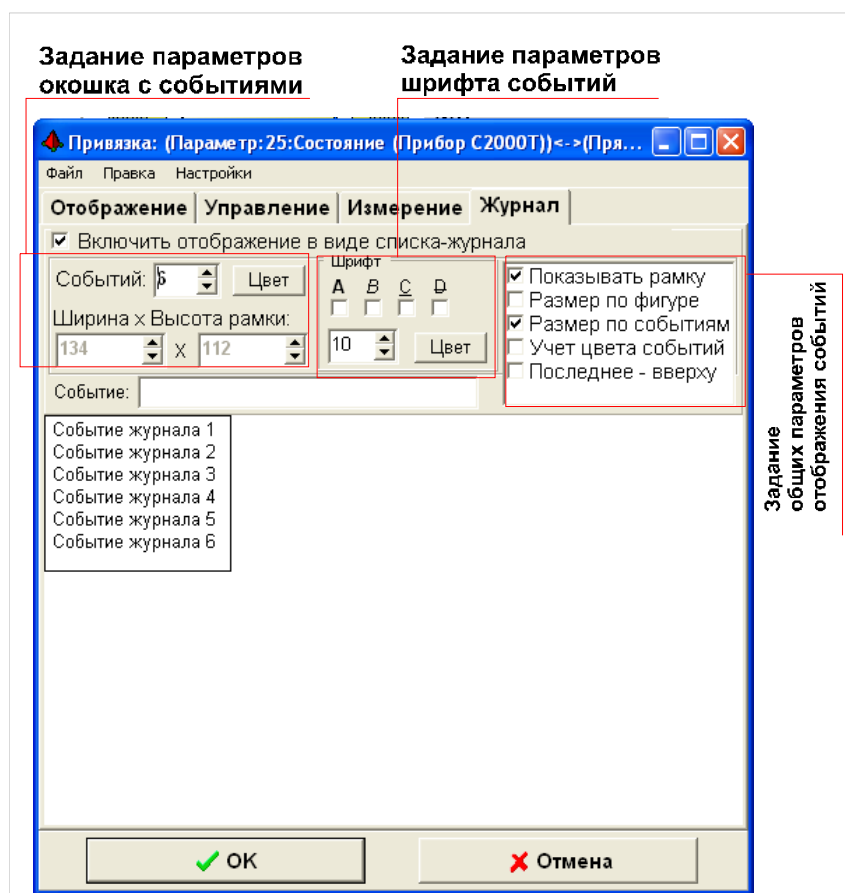 Задание параметров
окошка с событиями
Задание параметров
шрифта событий
Привязка: (Параметр:25:Состояние (Прибор С2000Т))<->(Пря...
Файл Правка Настройки
Отображение Управление Измерение Журнал
Включить отображение в виде списка-журнала
Событий: 6 Цвет
Ширина х Высота рамки:
134 X 112
Шрифт
A B C D
10 Цвет
Показывать рамку
Размер по фигуре
Размер по событиям
Учет цвета событий
Последнее - вверху
Событие:
Событие журнала 1
Событие журнала 2
Событие журнала 3
Событие журнала 4
Событие журнала 5
Событие журнала 6
OK Отмена
Задание
общих параметров
отображения событий